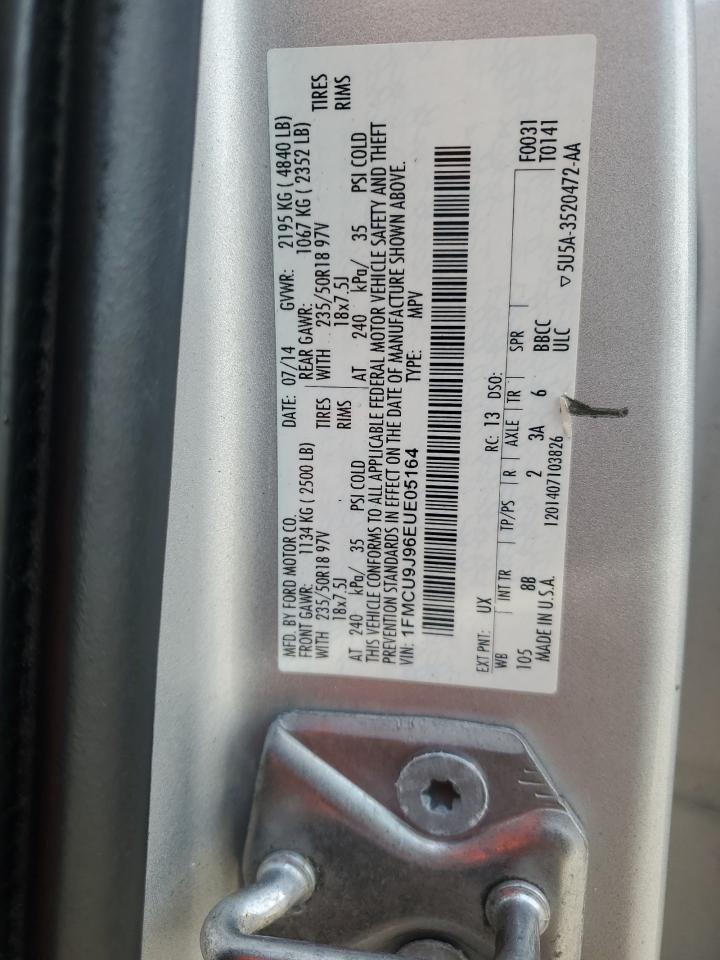 MFD. BY FORD MOTOR CO. DATE: 07/14 GVWR: 2195 KG ( 4840 LB)
FRONT GAWR: 1134 KG ( 2500 LB) REAR GAWR: 1067 KG ( 2352 LB)
WITH 235/50R18 97V TIRES WITH 235/50R18 97V TIRES
18x7.5J RIMS 18x7.5J RIMS
AT 240 kPa/ 35 PSI COLD AT 240 kPa/ 35 PSI COLD
THIS VEHICLE CONFORMS TO ALL APPLICABLE FEDERAL MOTOR VEHICLE SAFETY AND THEFT
PREVENTION STANDARDS IN EFFECT ON THE DATE OF MANUFACTURE SHOWN ABOVE.
VIN: 1FMCU9J96EUE05164 TYPE: MPV
EXT PNT: UX RC: 13 DSO: F0031
WB INT TR TP/PS R AXLE TR SPR T0141
105 8B 2 3A 6 BBCC
MADE IN U.S.A. 1201407103826 ULC ▽5U5A-3520472-AA